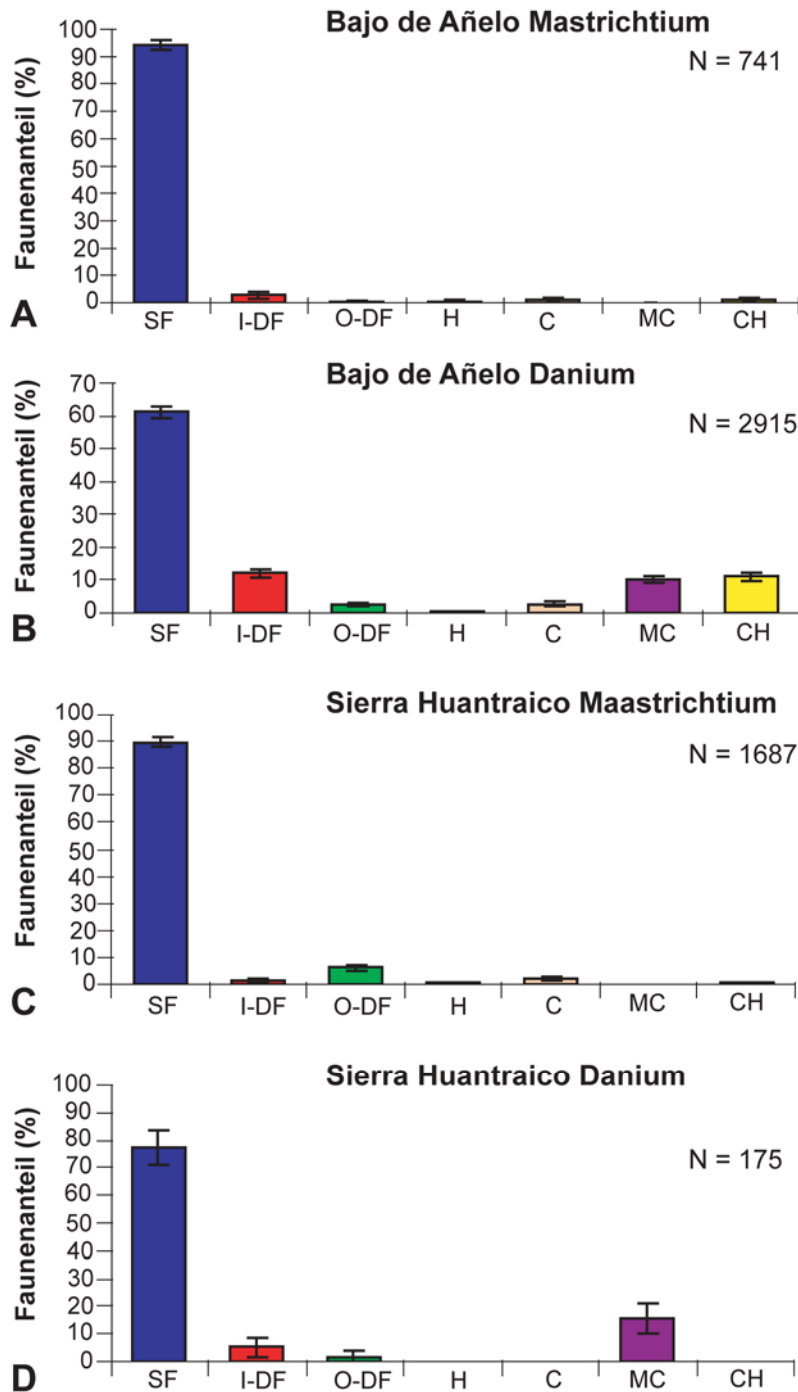 Bajo de Añelo Mastrichtium
N = 741
Faunenanteil (%)
100
90
80
70
60
50
40
30
20
10
0
A
SF I-DF O-DF H C MC CH
Bajo de Añelo Danium
N = 2915
Faunenanteil (%)
70
60
50
40
30
20
10
0
B
SF I-DF O-DF H C MC CH
Sierra Huantraico Maastrichtium
N = 1687
Faunenanteil (%)
100
90
80
70
60
50
40
30
20
10
0
C
SF I-DF O-DF H C MC CH
Sierra Huantraico Danium
N = 175
Faunenanteil (%)
100
90
80
70
60
50
40
30
20
10
0
D
SF I-DF O-DF H C MC CH